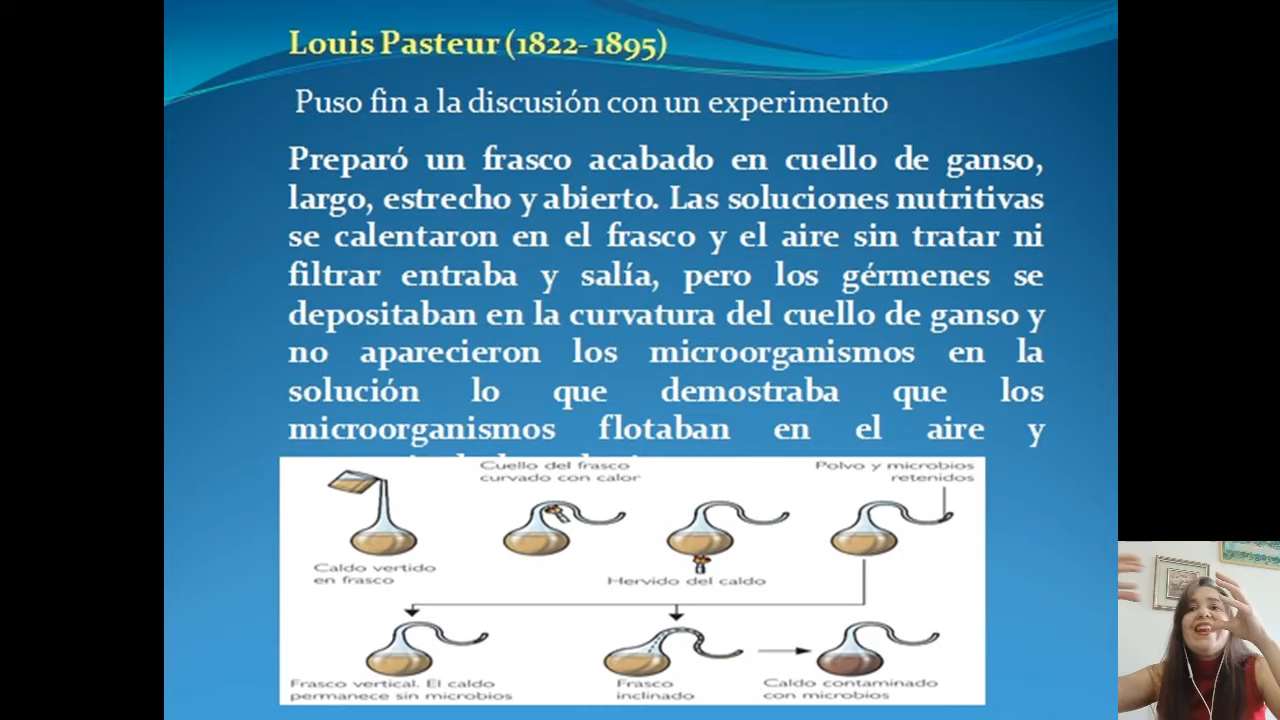 Louis Pasteur (1822- 1895)
Puso fin a la discusión con un experimento
Preparó un frasco acabado en cuello de ganso,
largo, estrecho y abierto. Las soluciones nutritivas
se calentaron en el frasco y el aire sin tratar ni
filtrar entraba y salía, pero los gérmenes se
depositaban en la curvatura del cuello de ganso y
no aparecieron los microorganismos en la
solución lo que demostraba que los
microorganismos flotaban en el aire y
Cuello del frasco
curvado con calor
Polvo y microbios
retenidos
Caldo vertido
en frasco
Hervido del caldo
Frasco vertical. El caldo
permanece sin microbios
Frasco
inclinado
Caldo contaminado
con microbios